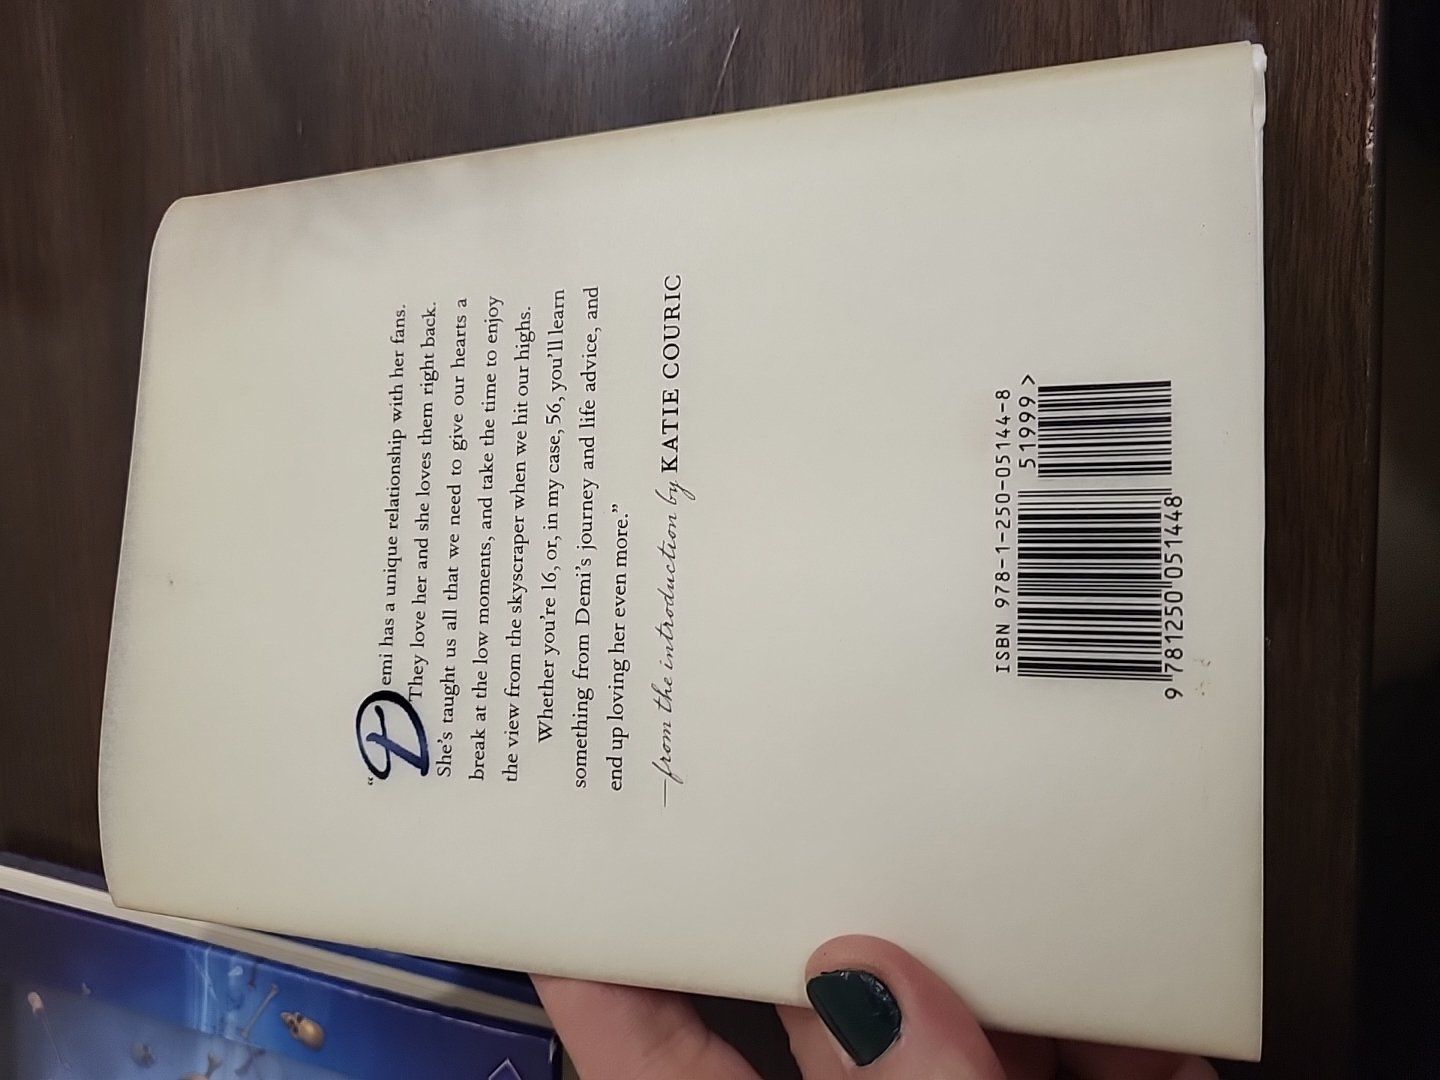 “Demi has a unique relationship with her fans.
They love her and she loves them right back.
She's taught us all that we need to give our hearts a
break at the low moments, and take the time to enjoy
the view from the skyscraper when we hit our highs.
Whether you're 16, or, in my case, 56, you'll learn
something from Demi's journey and life advice, and
end up loving her even more.”
—from the introduction by KATIE COURIC
ISBN 978-1-250-05144-8
51999>
9 781250 051448